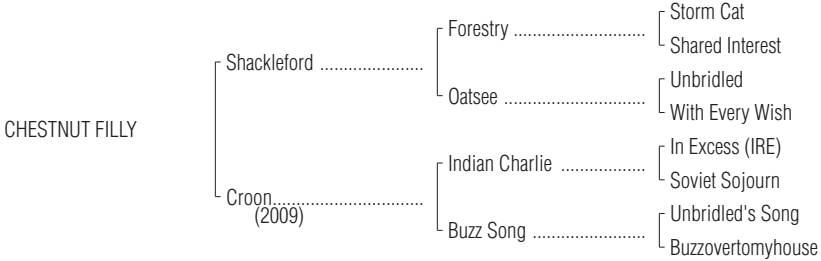 Storm Cat
Forestry ............................
Shared Interest
Shackleford ......................
Unbridled
Oatsee ..............................
With Every Wish
CHESTNUT FILLY
In Excess (IRE)
Indian Charlie ..................
Soviet Sojourn
Croon................................
(2009)
Unbridled's Song
Buzz Song ........................
Buzzovertomyhouse